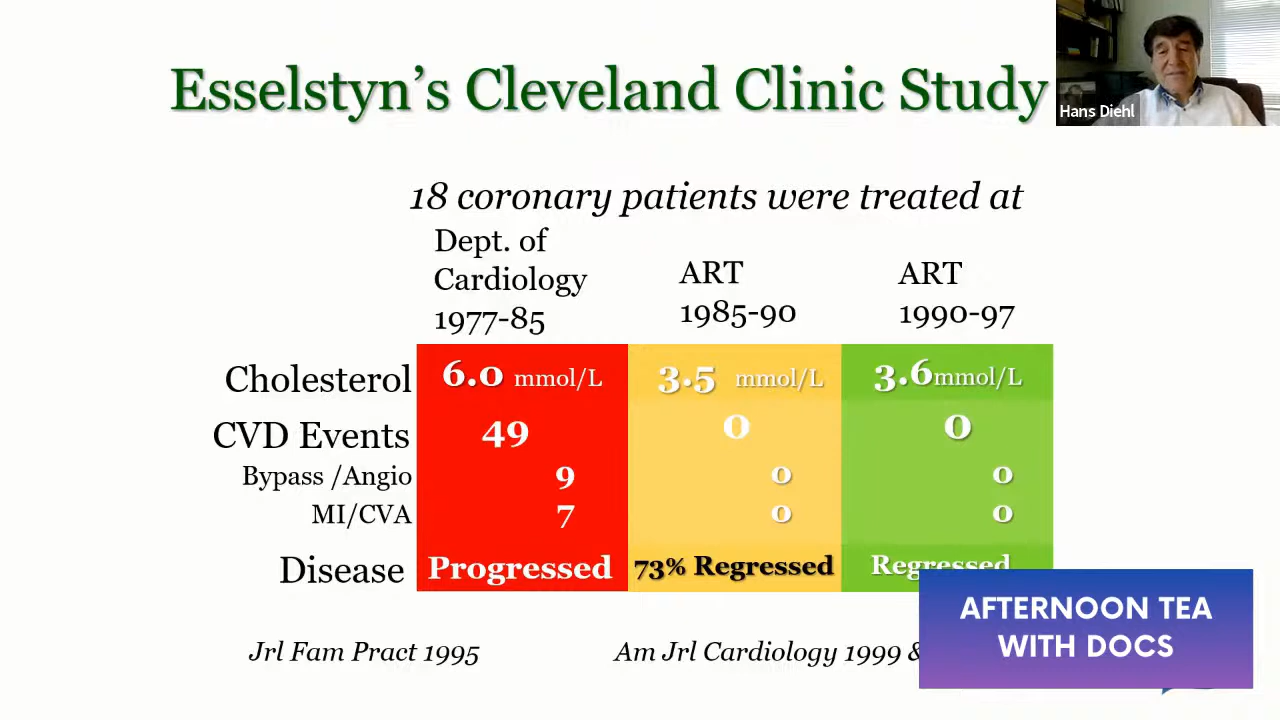 Esselstyn's Cleveland Clinic Study
Hans Diehl
18 coronary patients were treated at
Dept. of
Cardiology
1977-85
ART
1985-90
ART
1990-97
Cholesterol 6.0 mmol/L 3.5 mmol/L 3.6mmol/L
CVD Events 49 0 0
Bypass /Angio 9 0 0
MI/CVA 7 0 0
Disease Progressed 73% Regressed Regressed
Jrl Fam Pract 1995 Am Jrl Cardiology 1999 &
AFTERNOON TEA
WITH DOCS